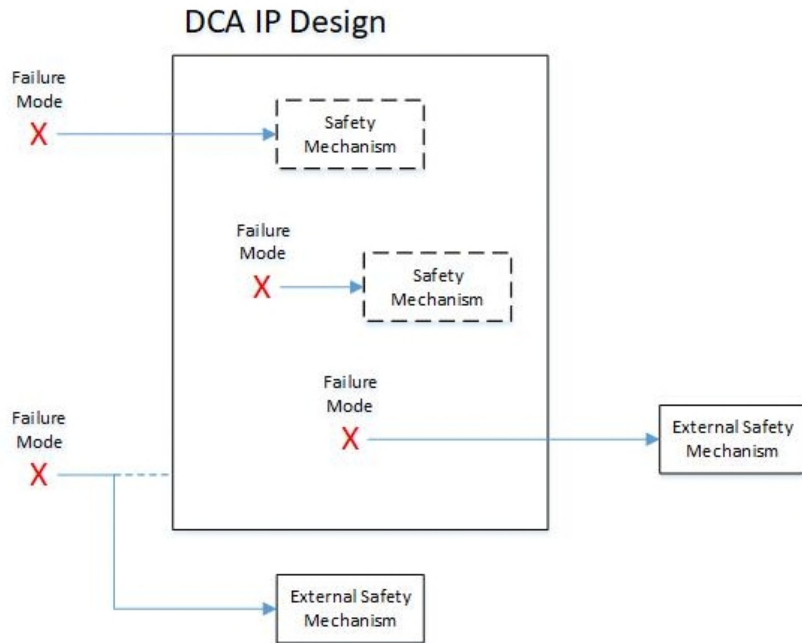 DCA IP Design
Failure
Mode
X
Safety
Mechanism
Failure
Mode
X
Safety
Mechanism
Failure
Mode
X
External Safety
Mechanism
Failure
Mode
X
External Safety
Mechanism